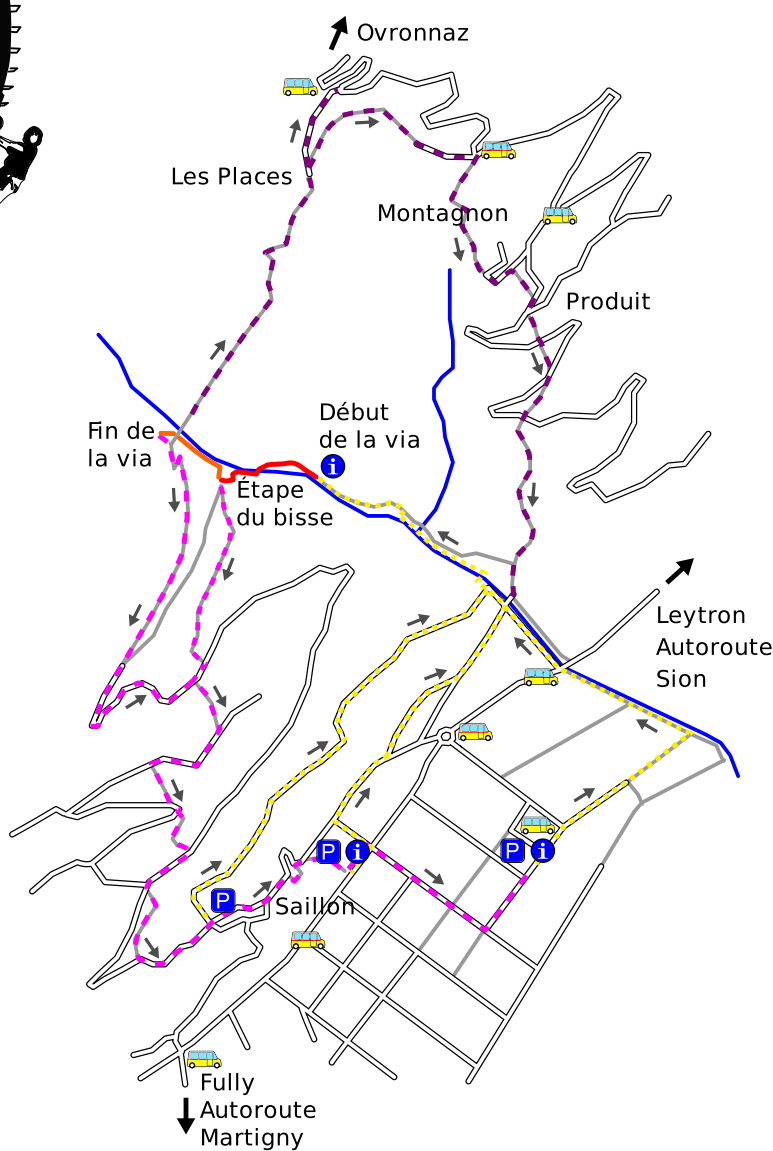 Ovronnaz
Les Places
Montagnon
Produit
Début
de la via
i
Fin de
la via
Étape
du bisse
Leytron
Autoroute
Sion
P i
P i
P
Saillon
Fully
Autoroute
Martigny